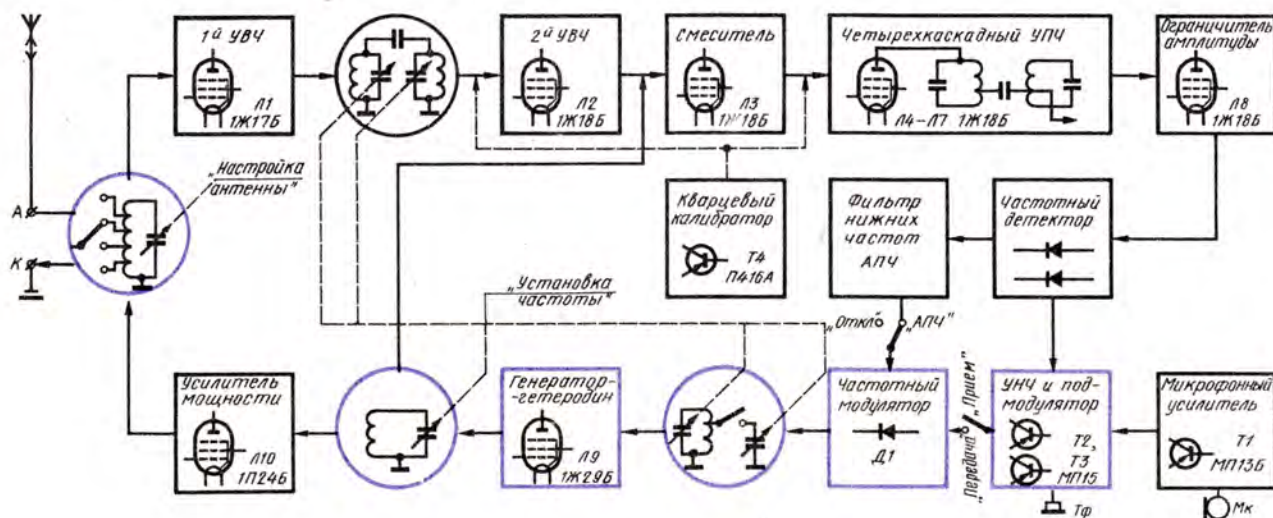 1й УВЧ
Л1
1Ж17Б
2й УВЧ
Л2
1Ж18Б
Смеситель
Л3
1Ж18Б
Четырехкаскадный УПЧ
Л4-Л7 1Ж18Б
Ограничитель
амплитуды
Л8
1Ж18Б
„Настройка
антенны"
А
К
Кварцевый
калибратор
Т4
П416А
Фильтр
нижних
частот
АПЧ
Частотный
детектор
„Установка
частоты"
„Откл"
„АПЧ"
Усилитель
мощности
Л10
1П24Б
Генератор-
-гетеродин
Л9
1Ж29Б
Частотный
модулятор
Д1
„Передача"
„Прием"
УНЧ и под-
модулятор
Т2,
Т3
МП15
Тф
Микрофонный
усилитель
Т1
МП13Б
Мк